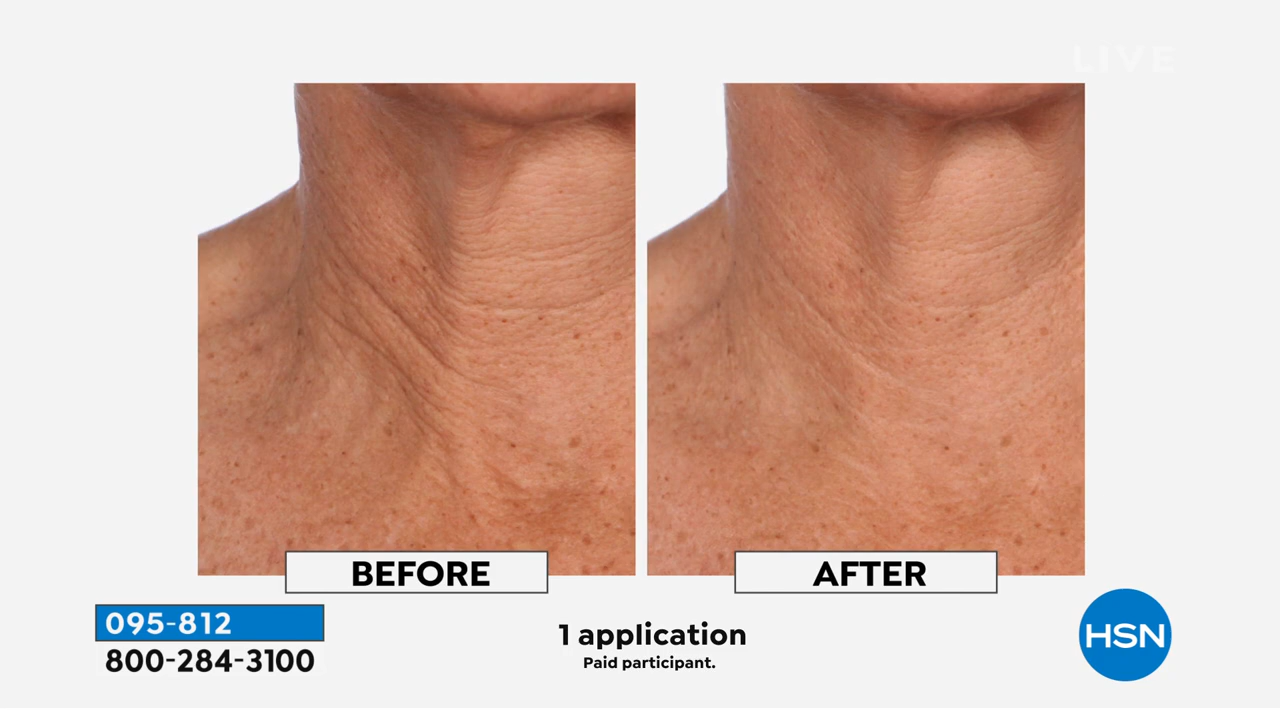 LIVE
BEFORE
AFTER
095-812
800-284-3100
1 application
Paid participant.
HSN